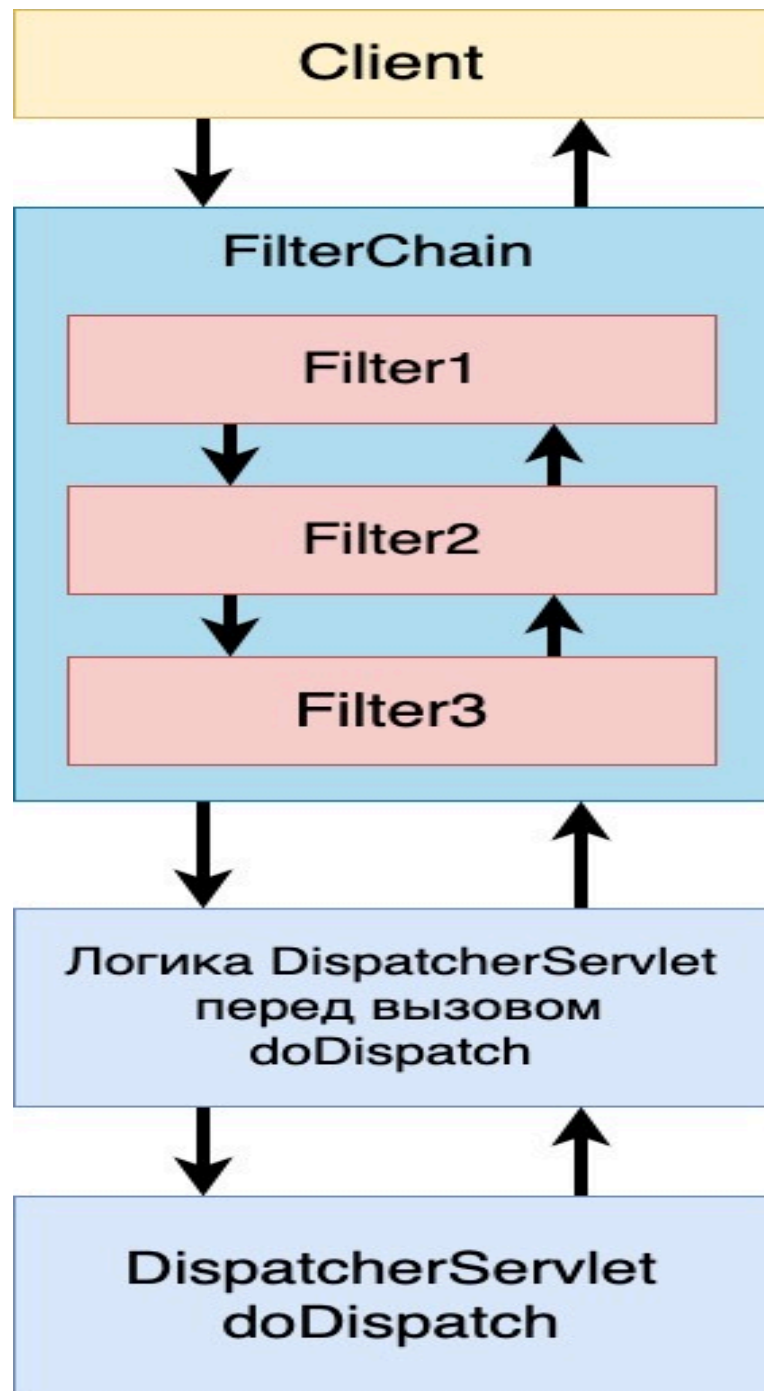 Client
FilterChain
Filter1
Filter2
Filter3
Логика DispatcherServlet
перед вызовом
doDispatch
DispatcherServlet
doDispatch